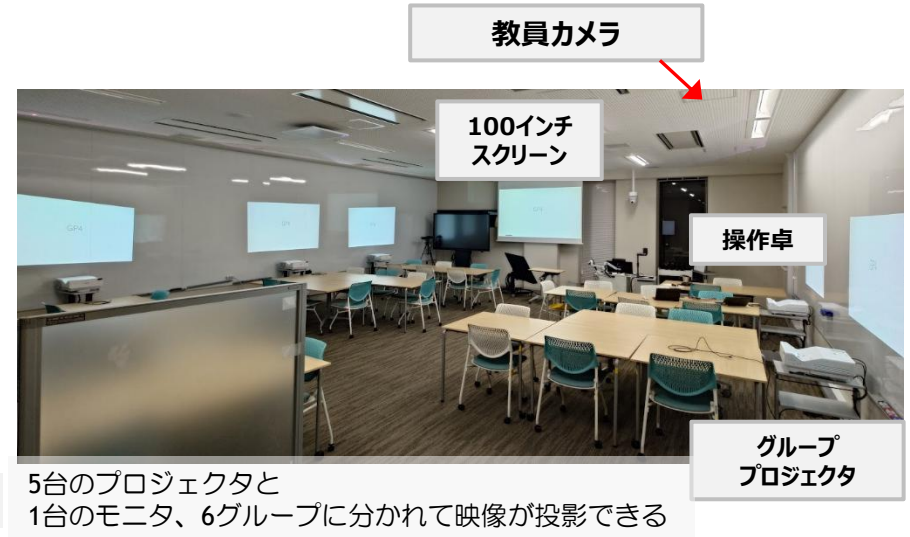 教員カメラ
100インチ
スクリーン
操作卓
GP4
グループ
プロジェクタ
5台のプロジェクタと
1台のモニタ、6グループに分かれて映像が投影できる